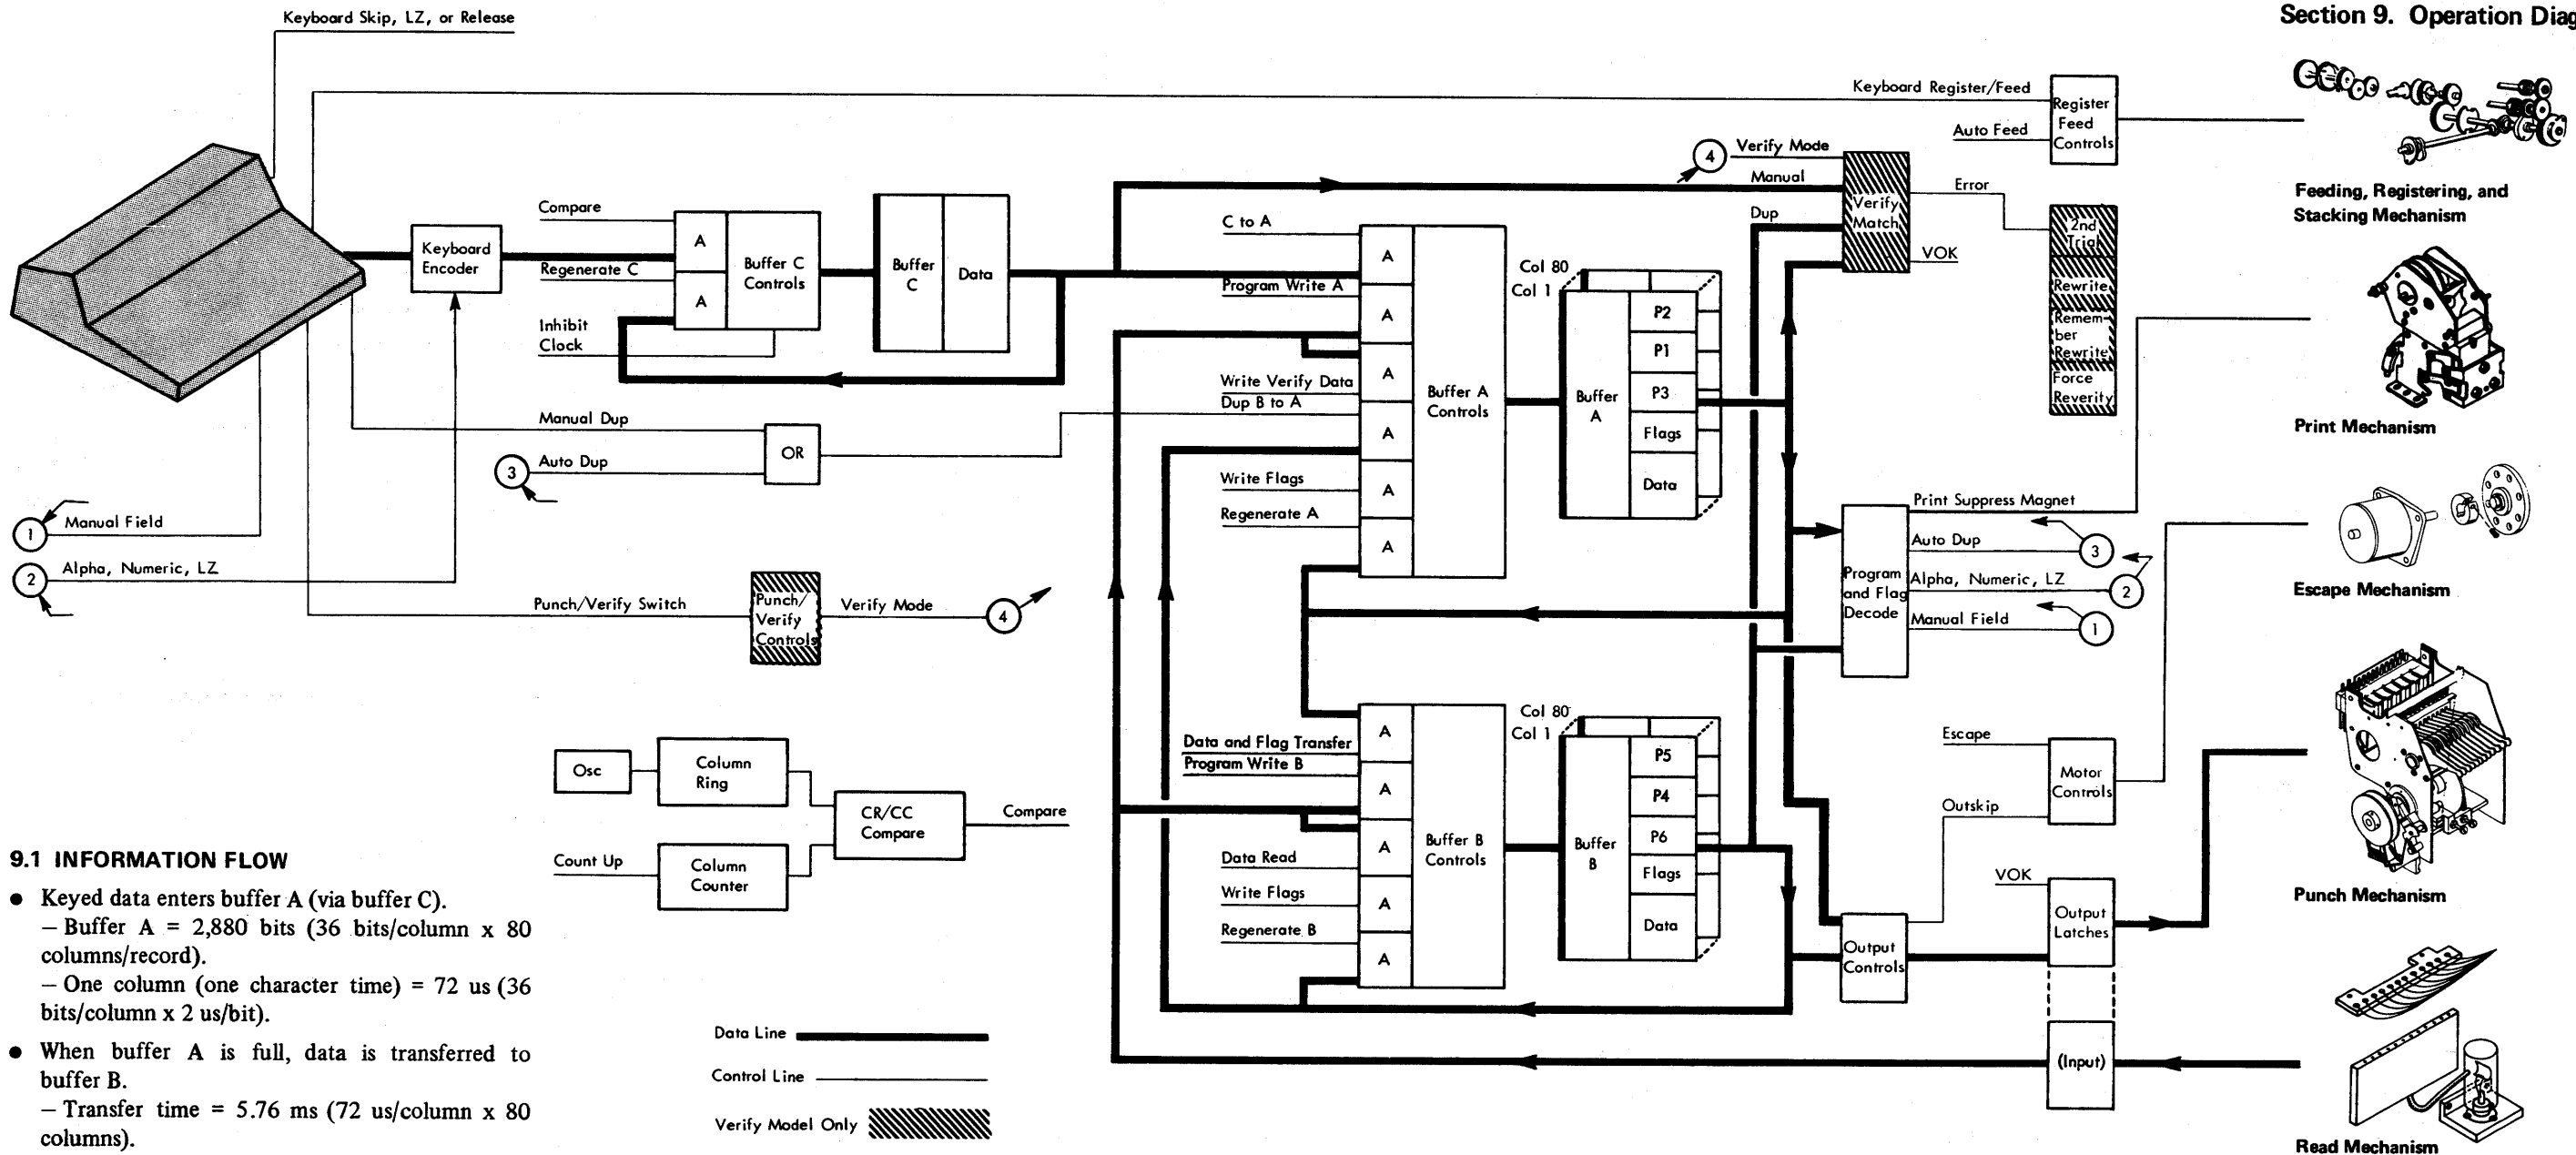 Section 9. Operation Diag
Keyboard Skip, LZ, or Release
Keyboard Register/Feed
Auto Feed
Register
Feed
Controls
Feeding, Registering, and
Stacking Mechanism
4
Verify Mode
Manual
Dup
Verify
Match
Error
VOK
2nd
Trial
Rewrite
Remem-
ber
Rewrite
Force
Reverity
Print Mechanism
Keyboard
Encoder
Compare
Regenerate C
Inhibit
Clock
A
A
Buffer C
Controls
Buffer
C
Data
C to A
Program Write A
Write Verify Data
Dup B to A
Write Flags
Regenerate A
A
A
A
A
A
A
Buffer A
Controls
Col 80
Col 1
Buffer
A
P2
P1
P3
Flags
Data
Manual Dup
3
Auto Dup
OR
1
Manual Field
2
Alpha, Numeric, LZ
Punch/Verify Switch
Punch/
Verify
Controls
Verify Mode
4
Program
and Flag
Decode
Print Suppress Magnet
Auto Dup
3
Alpha, Numeric, LZ
2
Manual Field
1
Escape Mechanism
Osc
Column
Ring
Count Up
Column
Counter
CR/CC
Compare
Compare
Data and Flag Transfer
Program Write B
Data Read
Write Flags
Regenerate B
A
A
A
A
A
Buffer B
Controls
Col 80
Col 1
Buffer
B
P5
P4
P6
Flags
Data
Escape
Outskip
Motor
Controls
VOK
Output
Controls
Output
Latches
(Input)
Punch Mechanism
Read Mechanism
9.1 INFORMATION FLOW
● Keyed data enters buffer A (via buffer C).
— Buffer A = 2,880 bits (36 bits/column x 80
columns/record).
— One column (one character time) = 72 us (36
bits/column x 2 us/bit).
● When buffer A is full, data is transferred to
buffer B.
— Transfer time = 5.76 ms (72 us/column x 80
columns).
Data Line
Control Line
Verify Model Only